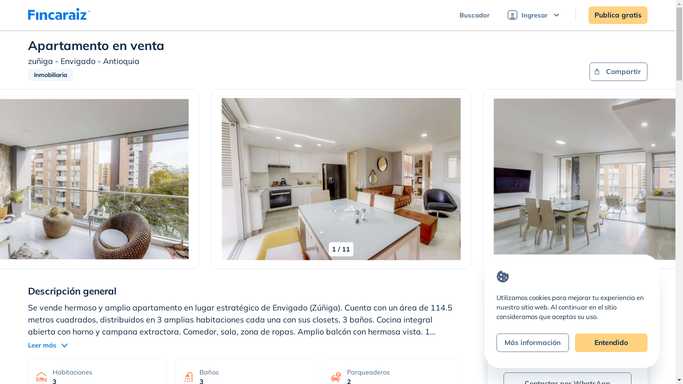 Fincaraiz
Buscador
Ingresar
Publica gratis
Apartamento en venta
zuñiga - Envigado - Antioquia
Inmobiliaria
Compartir
1 / 11
Descripción general
Se vende hermoso y amplio apartamento en lugar estratégico de Envigado (Zúñiga). Cuenta con un área de 114.5
metros cuadrados, distribuidos en 3 amplios habitaciones cada una con sus closets, 3 baños. Cocina integral
abierta con horno y campana extractora. Comedor, sala, zona de ropas. Amplio balcón con hermosa vista. 1...
Leer más
Habitaciones
3
Baños
3
Parqueaderos
2
Utilizamos cookies para mejorar tu experiencia en
nuestro sitio web. Al continuar en el sitio
consideramos que aceptas su uso.
Más información
Entendido
Contactar por WhatsApp